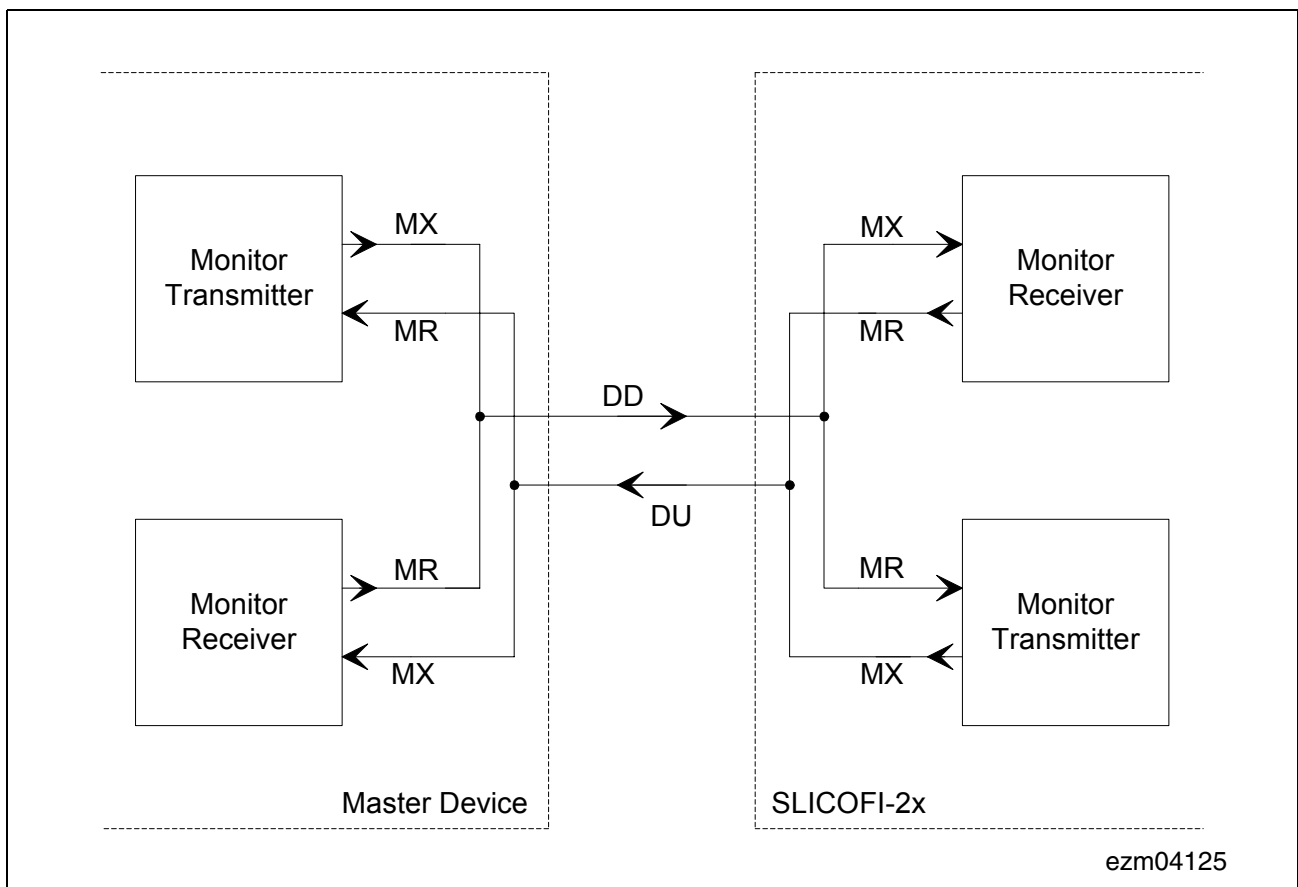 MX
Monitor
Transmitter
MR
MX
Monitor
Receiver
MR
DD
DU
MR
Monitor
Receiver
MX
MR
Monitor
Transmitter
MX
Master Device
SLICOFI-2x
ezm04125